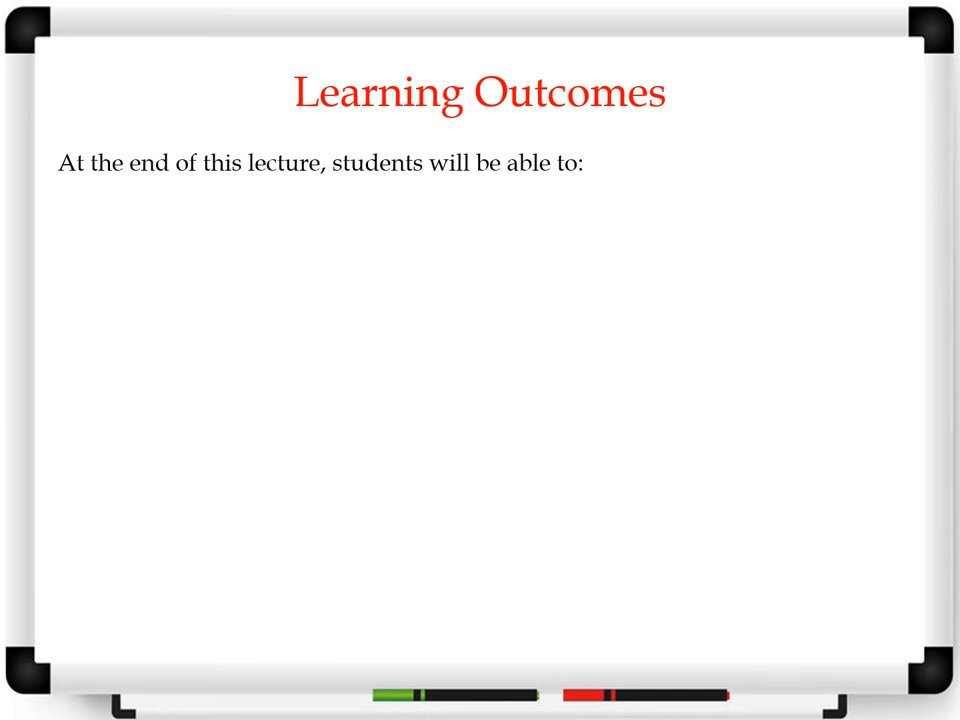 Learning Outcomes
At the end of this lecture, students will be able to: